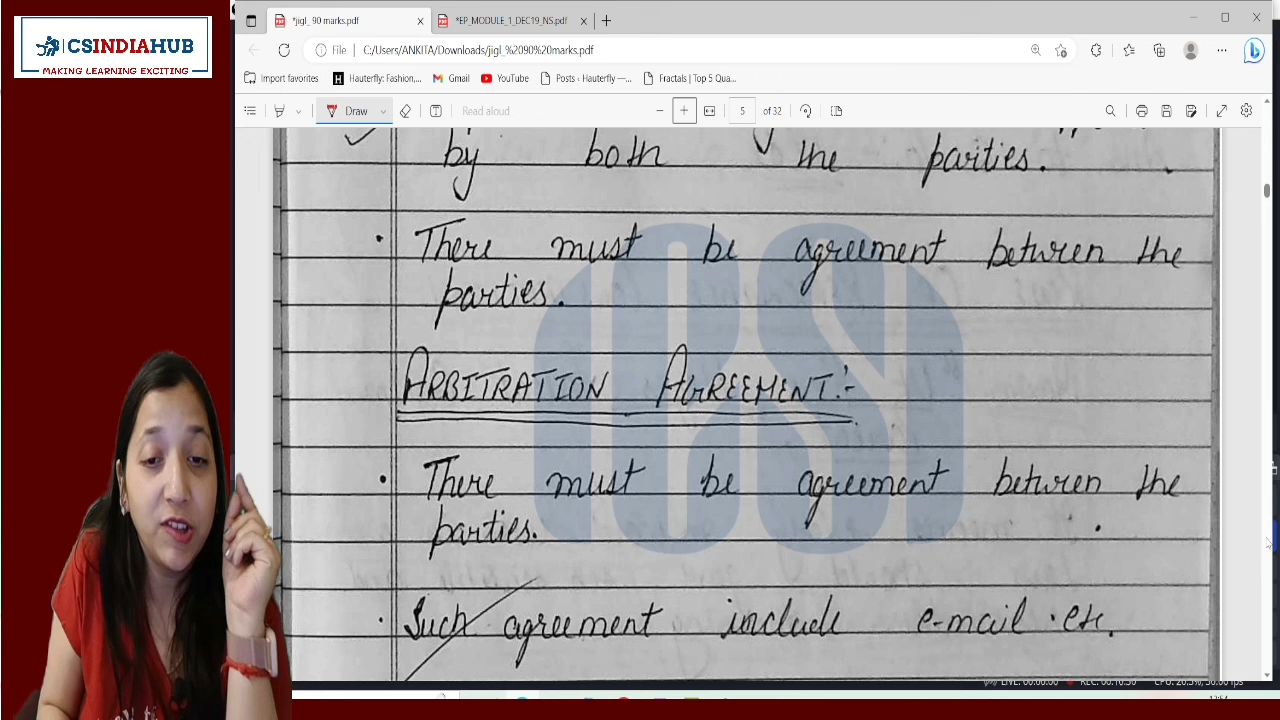 CSINDIAHUB
MAKING LEARNING EXCITING
*jigl_ 90 marks.pdf
*EP_MODULE_1_DEC19_NS.pdf
File C:/Users/ANKITA/Downloads/jigl_%2090%20marks.pdf
Import favorites Hauterfly: Fashion,... Gmail YouTube Posts ‹ Hauterfly —... Fractals | Top 5 Qua...
Draw Read aloud 5 of 32
by both the parties.
• There must be agreement between the
parties.
ARBITRATION AGREEMENT:-
• There must be agreement between the
parties.
• Such agreement include e-mail etc.
CSI